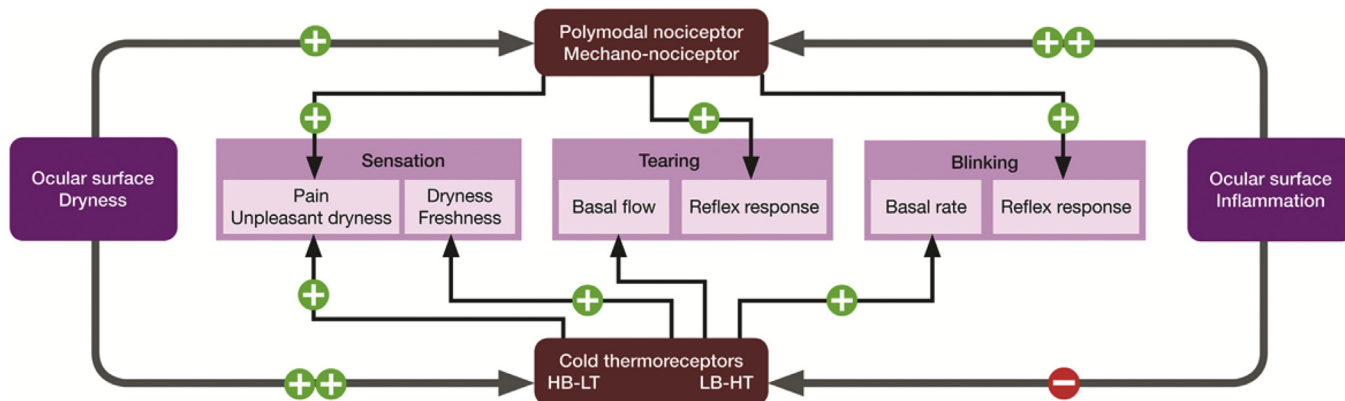 Polymodal nociceptor
Mechano-nociceptor
+
++
+
+
+
Ocular surface
Dryness
Sensation
Pain
Unpleasant dryness
Dryness
Freshness
Tearing
Basal flow
Reflex response
Blinking
Basal rate
Reflex response
Ocular surface
Inflammation
+
+
+
Cold thermoreceptors
HB-LT
LB-HT
++
−